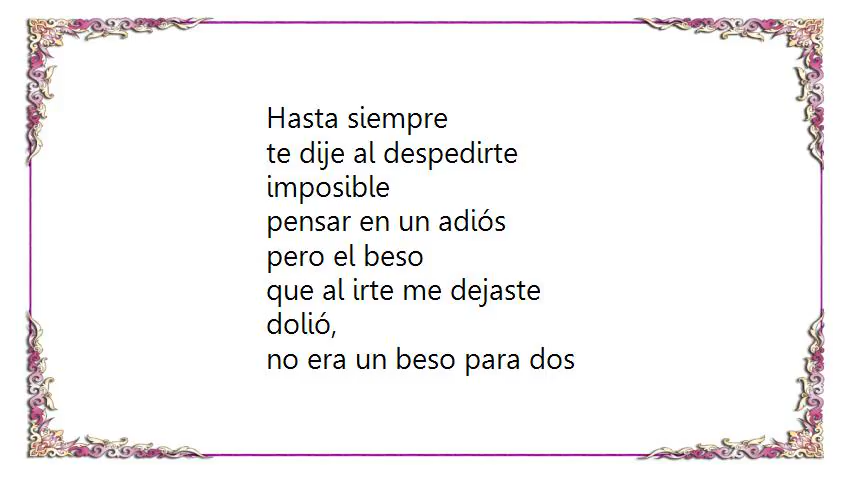 Hasta siempre
te dije al despedirte
imposible
pensar en un adiós
pero el beso
que al irte me dejaste
dolió,
no era un beso para dos